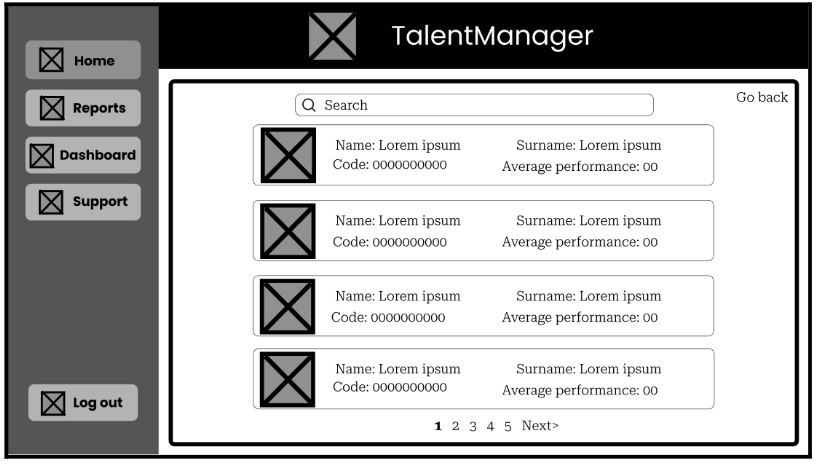 TalentManager
Home
Reports
Dashboard
Support
Log out
Go back
Search
Name: Lorem ipsum Surname: Lorem ipsum
Code: 0000000000 Average performance: 00
Name: Lorem ipsum Surname: Lorem ipsum
Code: 0000000000 Average performance: 00
Name: Lorem ipsum Surname: Lorem ipsum
Code: 0000000000 Average performance: 00
Name: Lorem ipsum Surname: Lorem ipsum
Code: 0000000000 Average performance: 00
1 2 3 4 5 Next>